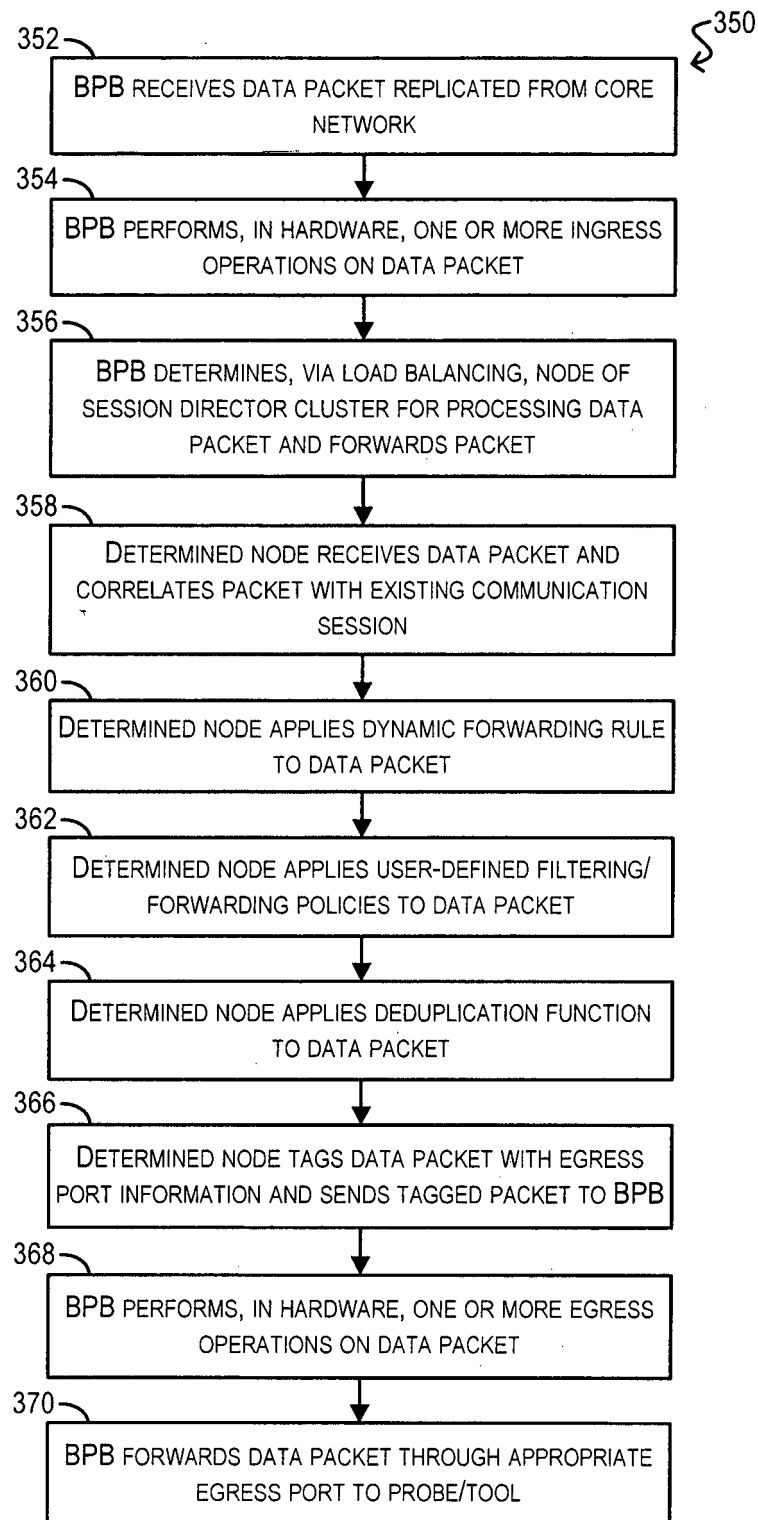 350
352
BPB RECEIVES DATA PACKET REPLICATED FROM CORE
NETWORK
354
BPB PERFORMS, IN HARDWARE, ONE OR MORE INGRESS
OPERATIONS ON DATA PACKET
356
BPB DETERMINES, VIA LOAD BALANCING, NODE OF
SESSION DIRECTOR CLUSTER FOR PROCESSING DATA
PACKET AND FORWARDS PACKET
358
DETERMINED NODE RECEIVES DATA PACKET AND
CORRELATES PACKET WITH EXISTING COMMUNICATION
SESSION
360
DETERMINED NODE APPLIES DYNAMIC FORWARDING RULE
TO DATA PACKET
362
DETERMINED NODE APPLIES USER-DEFINED FILTERING/
FORWARDING POLICIES TO DATA PACKET
364
DETERMINED NODE APPLIES DEDUPLICATION FUNCTION
TO DATA PACKET
366
DETERMINED NODE TAGS DATA PACKET WITH EGRESS
PORT INFORMATION AND SENDS TAGGED PACKET TO BPB
368
BPB PERFORMS, IN HARDWARE, ONE OR MORE EGRESS
OPERATIONS ON DATA PACKET
370
BPB FORWARDS DATA PACKET THROUGH APPROPRIATE
EGRESS PORT TO PROBE/TOOL